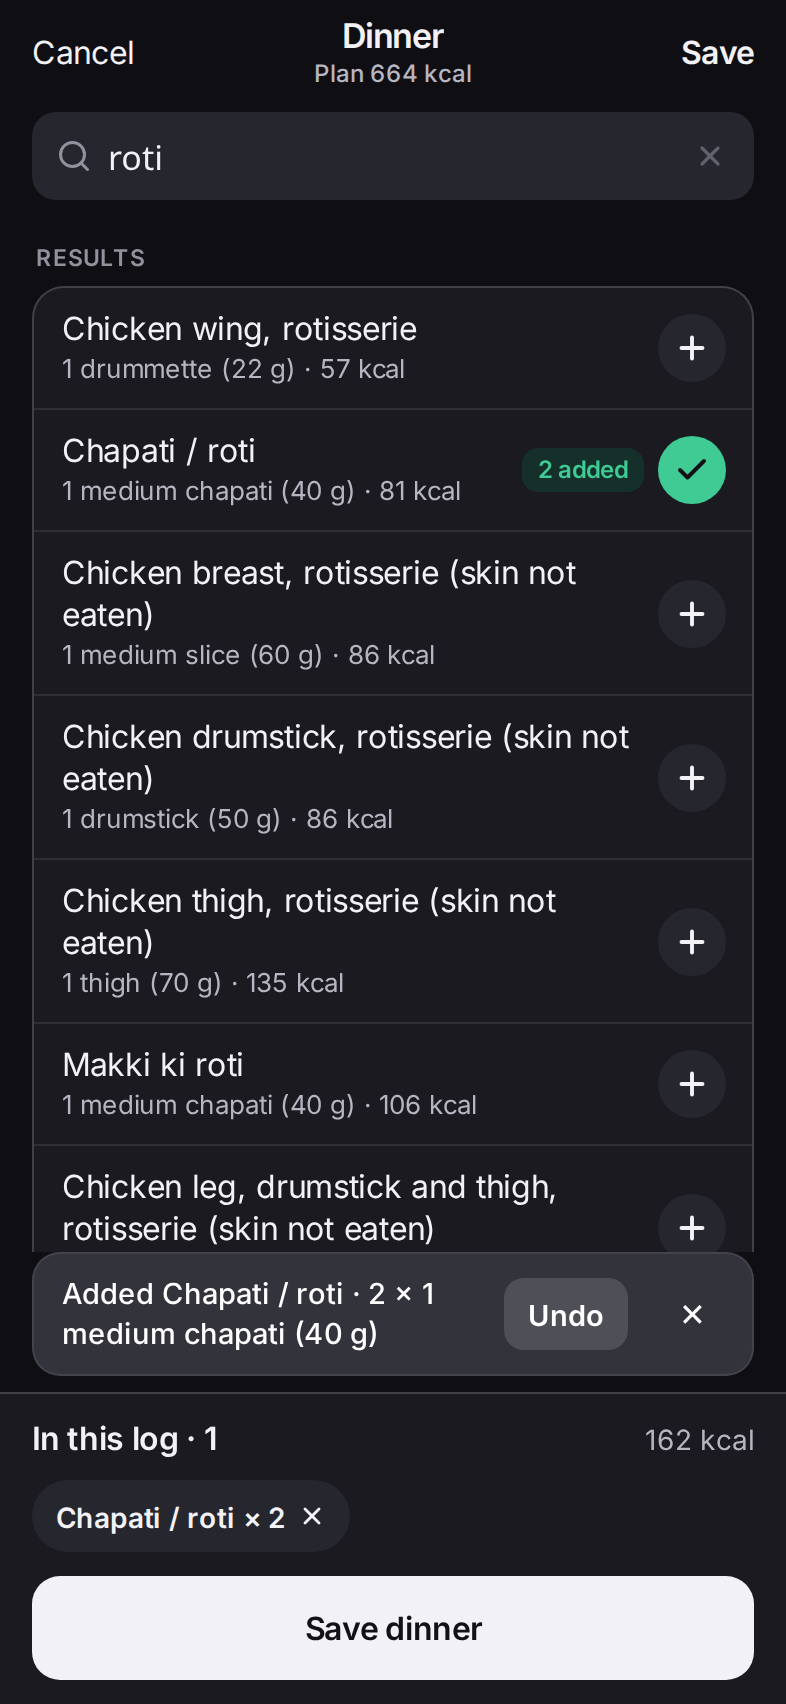 Cancel
Dinner
Save
Plan 664 kcal
roti
RESULTS
Chicken wing, rotisserie
1 drummette (22 g) · 57 kcal
Chapati / roti
1 medium chapati (40 g) · 81 kcal
2 added
Chicken breast, rotisserie (skin not
eaten)
1 medium slice (60 g) · 86 kcal
Chicken drumstick, rotisserie (skin not
eaten)
1 drumstick (50 g) · 86 kcal
Chicken thigh, rotisserie (skin not
eaten)
1 thigh (70 g) · 135 kcal
Makki ki roti
1 medium chapati (40 g) · 106 kcal
Chicken leg, drumstick and thigh,
rotisserie (skin not eaten)
Added Chapati / roti · 2 × 1
medium chapati (40 g)
Undo
In this log · 1
162 kcal
Chapati / roti × 2
Save dinner